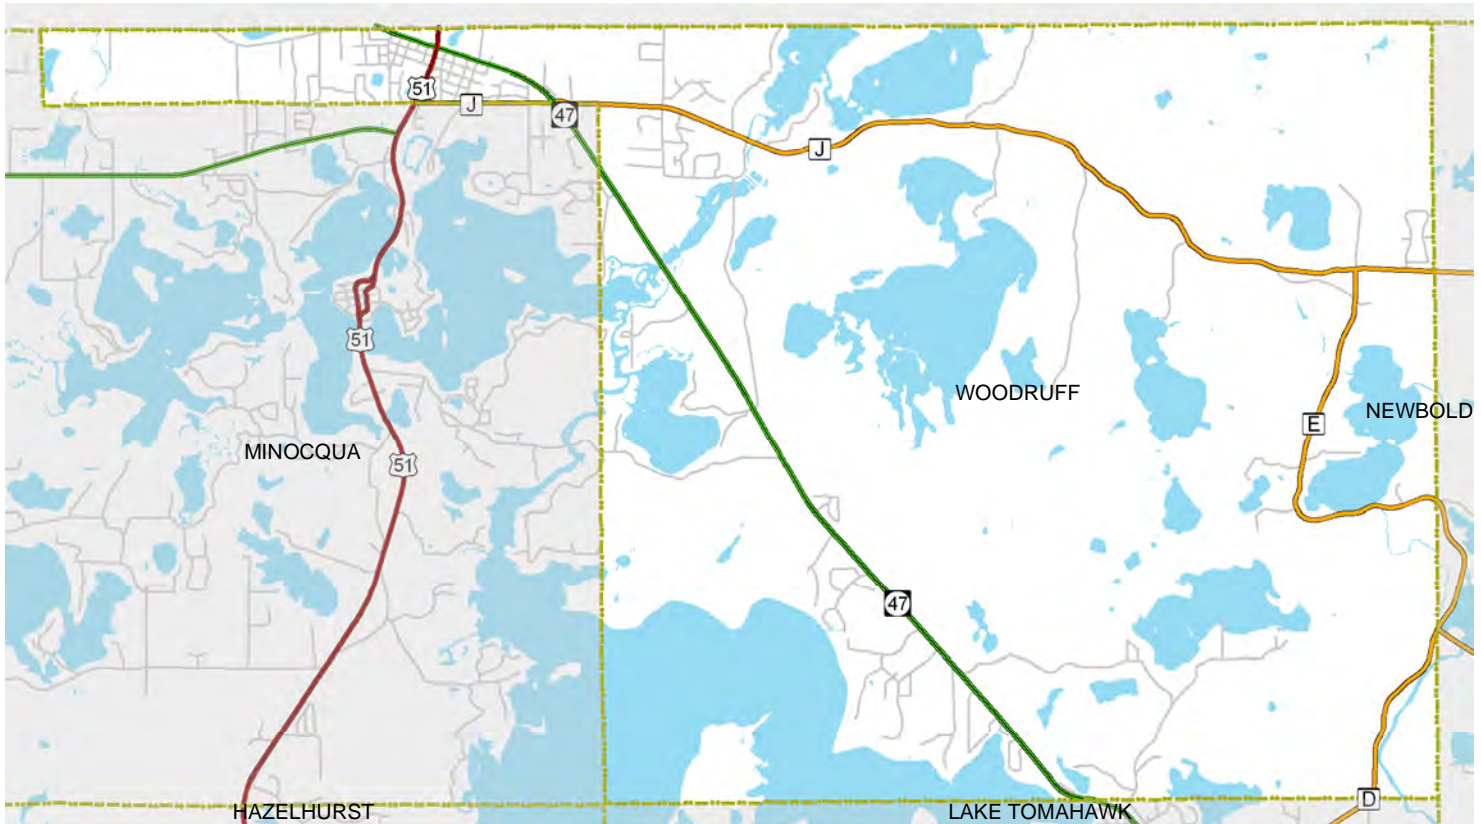 51
J
47
J
51
WOODRUFF
NEWBOLD
E
MINOCQUA
51
47
HAZELHURST
LAKE TOMAHAWK
D